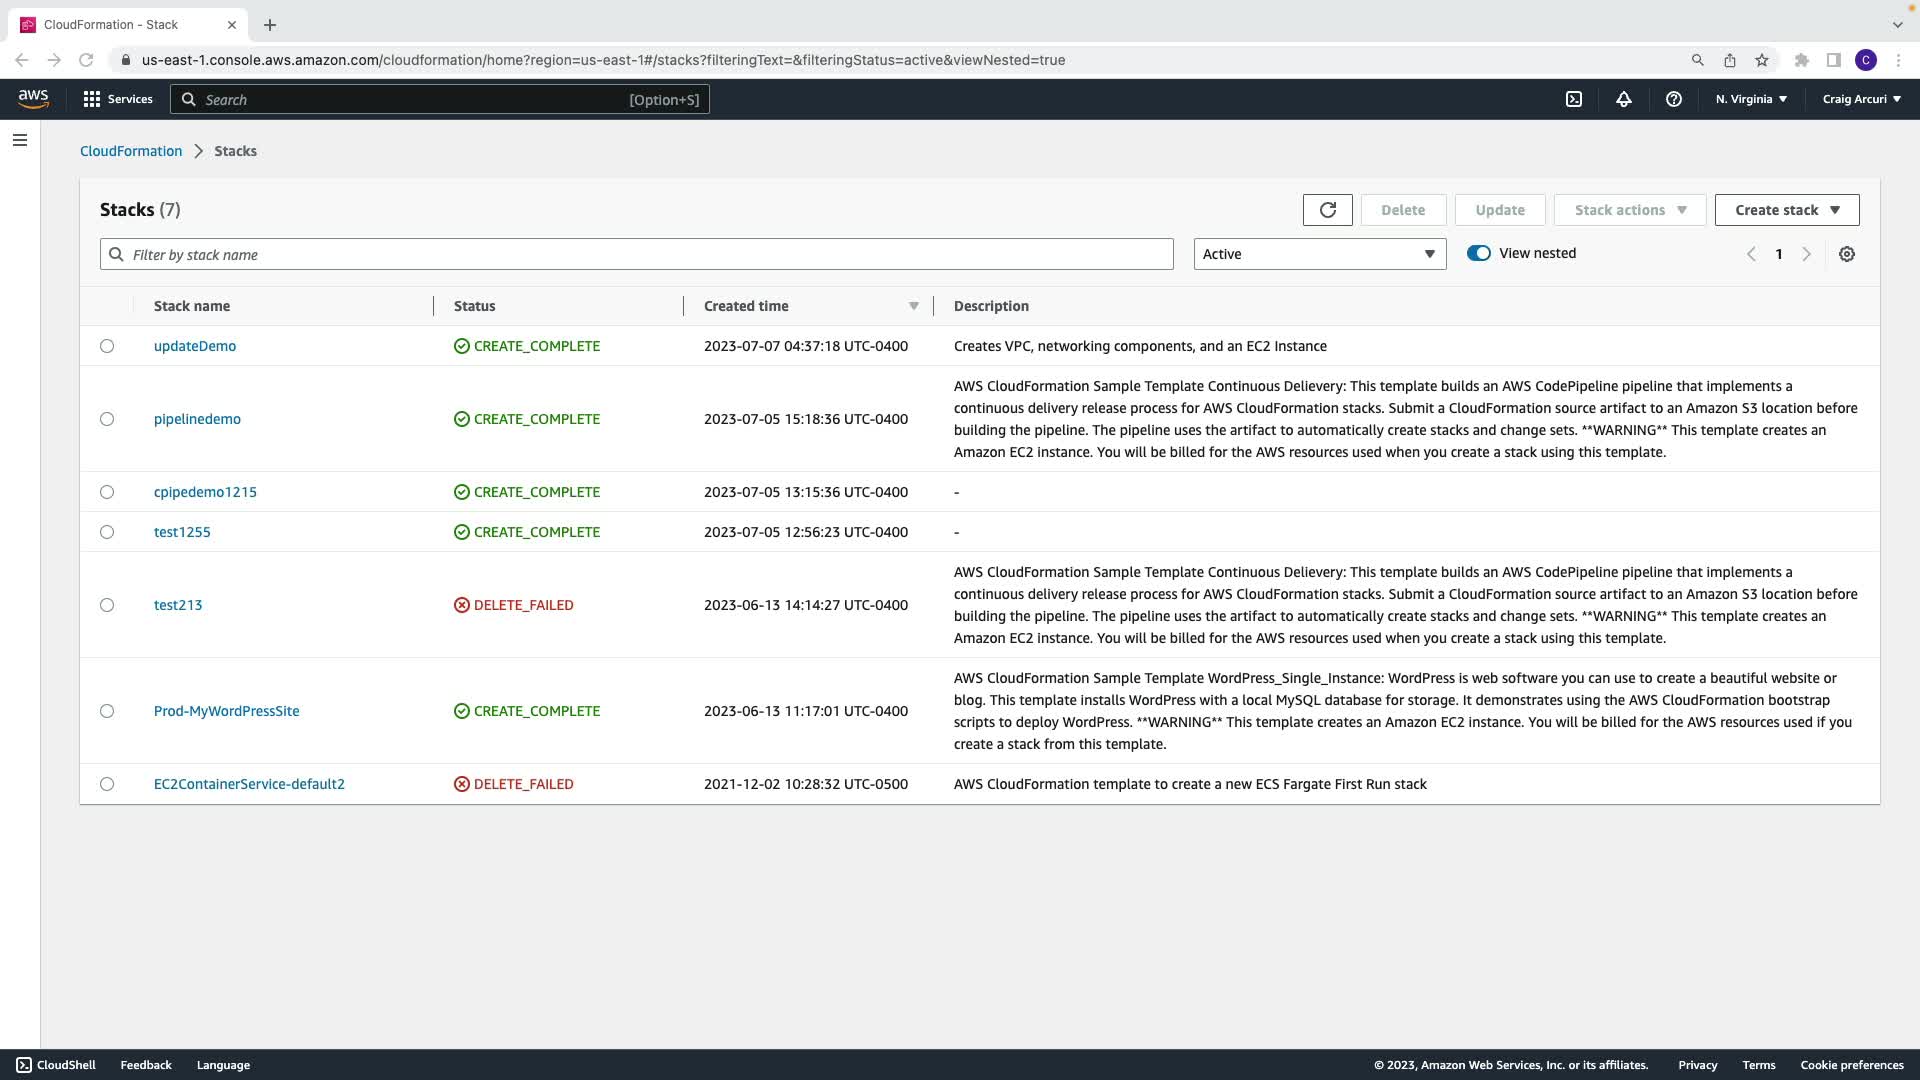 CloudFormation - Stack
us-east-1.console.aws.amazon.com/cloudformation/home?region=us-east-1#/stacks?filteringText=&filteringStatus=active&viewNested=true
C
aws
Services
Search
[Option+S]
N. Virginia
Craig Arcuri
CloudFormation
Stacks
Stacks (7)
Delete
Update
Stack actions
Create stack
Filter by stack name
Active
View nested
1
Stack name
Status
Created time
Description
updateDemo
CREATE_COMPLETE
2023-07-07 04:37:18 UTC-0400
Creates VPC, networking components, and an EC2 Instance
pipelinedemo
CREATE_COMPLETE
2023-07-05 15:18:36 UTC-0400
AWS CloudFormation Sample Template Continuous Delievery: This template builds an AWS CodePipeline pipeline that implements a
continuous delivery release process for AWS CloudFormation stacks. Submit a CloudFormation source artifact to an Amazon S3 location before
building the pipeline. The pipeline uses the artifact to automatically create stacks and change sets. **WARNING** This template creates an
Amazon EC2 instance. You will be billed for the AWS resources used when you create a stack using this template.
cpipedemo1215
CREATE_COMPLETE
2023-07-05 13:15:36 UTC-0400
-
test1255
CREATE_COMPLETE
2023-07-05 12:56:23 UTC-0400
-
test213
DELETE_FAILED
2023-06-13 14:14:27 UTC-0400
AWS CloudFormation Sample Template Continuous Delievery: This template builds an AWS CodePipeline pipeline that implements a
continuous delivery release process for AWS CloudFormation stacks. Submit a CloudFormation source artifact to an Amazon S3 location before
building the pipeline. The pipeline uses the artifact to automatically create stacks and change sets. **WARNING** This template creates an
Amazon EC2 instance. You will be billed for the AWS resources used when you create a stack using this template.
Prod-MyWordPressSite
CREATE_COMPLETE
2023-06-13 11:17:01 UTC-0400
AWS CloudFormation Sample Template WordPress_Single_Instance: WordPress is web software you can use to create a beautiful website or
blog. This template installs WordPress with a local MySQL database for storage. It demonstrates using the AWS CloudFormation bootstrap
scripts to deploy WordPress. **WARNING** This template creates an Amazon EC2 instance. You will be billed for the AWS resources used if you
create a stack from this template.
EC2ContainerService-default2
DELETE_FAILED
2021-12-02 10:28:32 UTC-0500
AWS CloudFormation template to create a new ECS Fargate First Run stack
CloudShell
Feedback
Language
© 2023, Amazon Web Services, Inc. or its affiliates.
Privacy
Terms
Cookie preferences